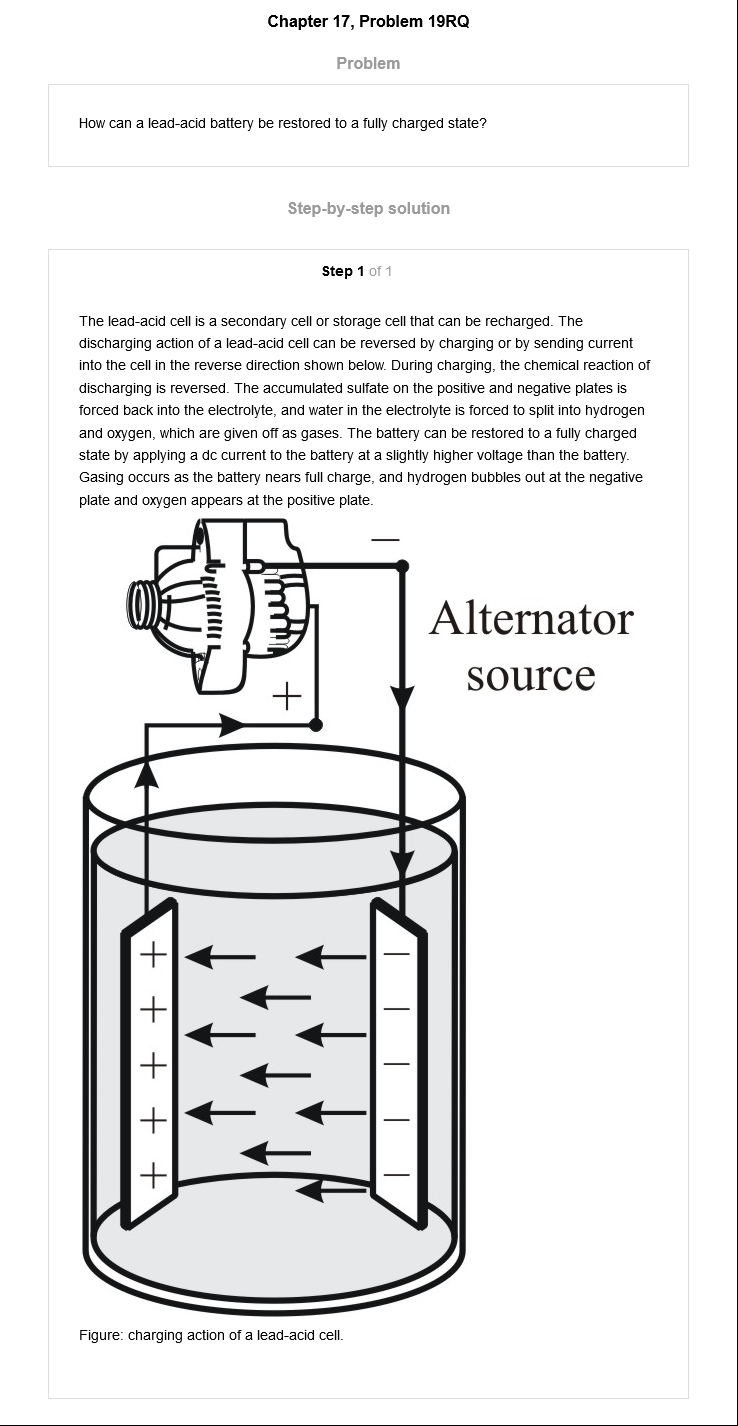 Chapter 17, Problem 19RQ
Problem
How can a lead-acid battery be restored to a fully charged state?
Step-by-step solution
Step 1 of 1
The lead-acid cell is a secondary cell or storage cell that can be recharged. The
discharging action of a lead-acid cell can be reversed by charging or by sending current
into the cell in the reverse direction shown below. During charging, the chemical reaction of
discharging is reversed. The accumulated sulfate on the positive and negative plates is
forced back into the electrolyte, and water in the electrolyte is forced to split into hydrogen
and oxygen, which are given off as gases. The battery can be restored to a fully charged
state by applying a dc current to the battery at a slightly higher voltage than the battery.
Gasing occurs as the battery nears full charge, and hydrogen bubbles out at the negative
plate and oxygen appears at the positive plate.
—
Alternator
source
+
+ —
+ —
+ —
+ —
+ —
Figure: charging action of a lead-acid cell.